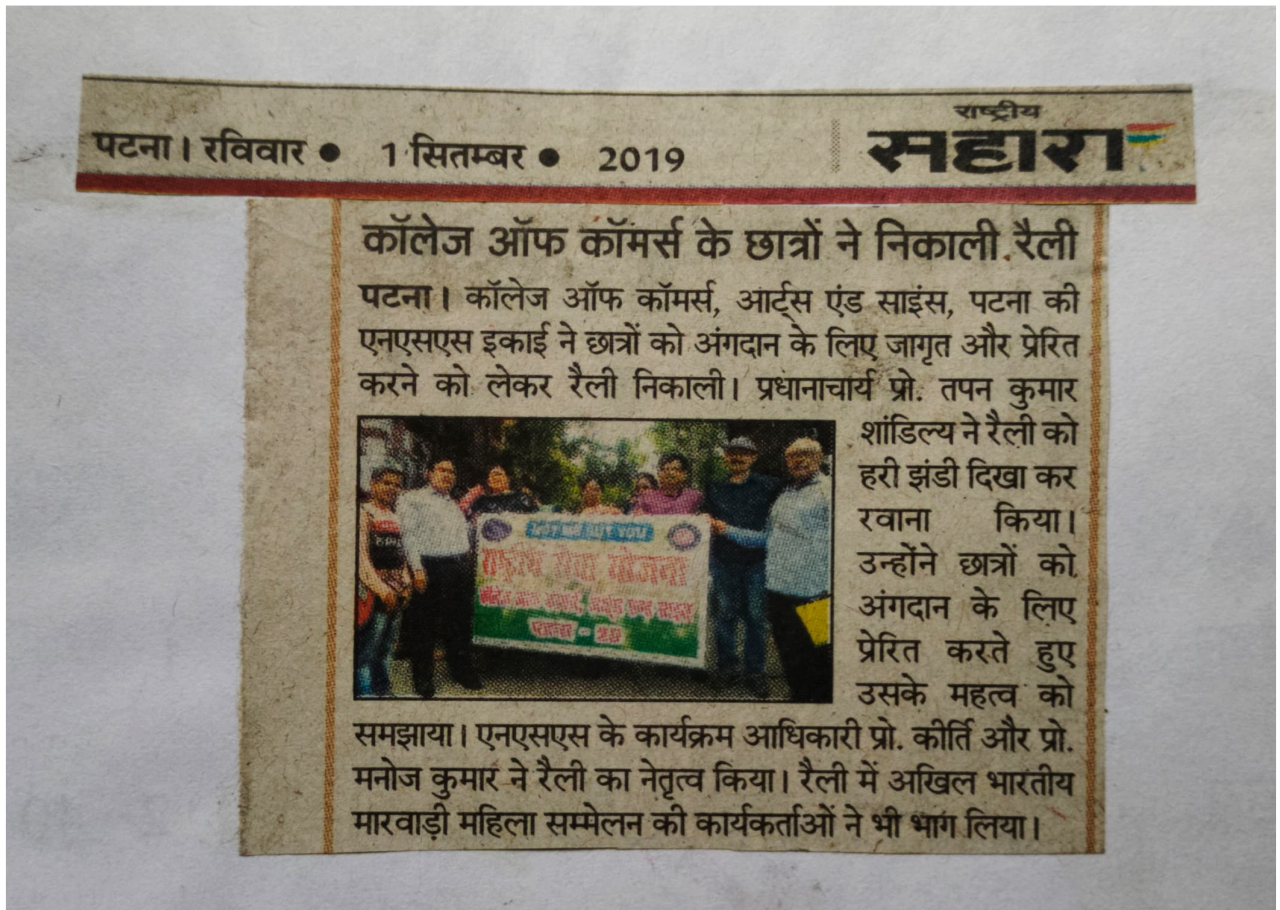 पटना। रविवार ● 1 सितम्बर ● 2019
राष्ट्रीय
सहारा
कॉलेज ऑफ कॉमर्स के छात्रों ने निकाली रैली
पटना। कॉलेज ऑफ कॉमर्स, आर्ट्स एंड साइंस, पटना की
एनएसएस इकाई ने छात्रों को अंगदान के लिए जागृत और प्रेरित
करने को लेकर रैली निकाली। प्रधानाचार्य प्रो. तपन कुमार
शांडिल्य ने रैली को
हरी झंडी दिखा कर
रवाना किया।
उन्होंने छात्रों को
अंगदान के लिए
प्रेरित करते हुए
उसके महत्व को
समझाया। एनएसएस के कार्यक्रम आधिकारी प्रो. कीर्ति और प्रो.
मनोज कुमार ने रैली का नेतृत्व किया। रैली में अखिल भारतीय
मारवाड़ी महिला सम्मेलन की कार्यकर्ताओं ने भी भाग लिया।
NOT ME BUT YOU
राष्ट्रीय सेवा योजना
पटना - 20